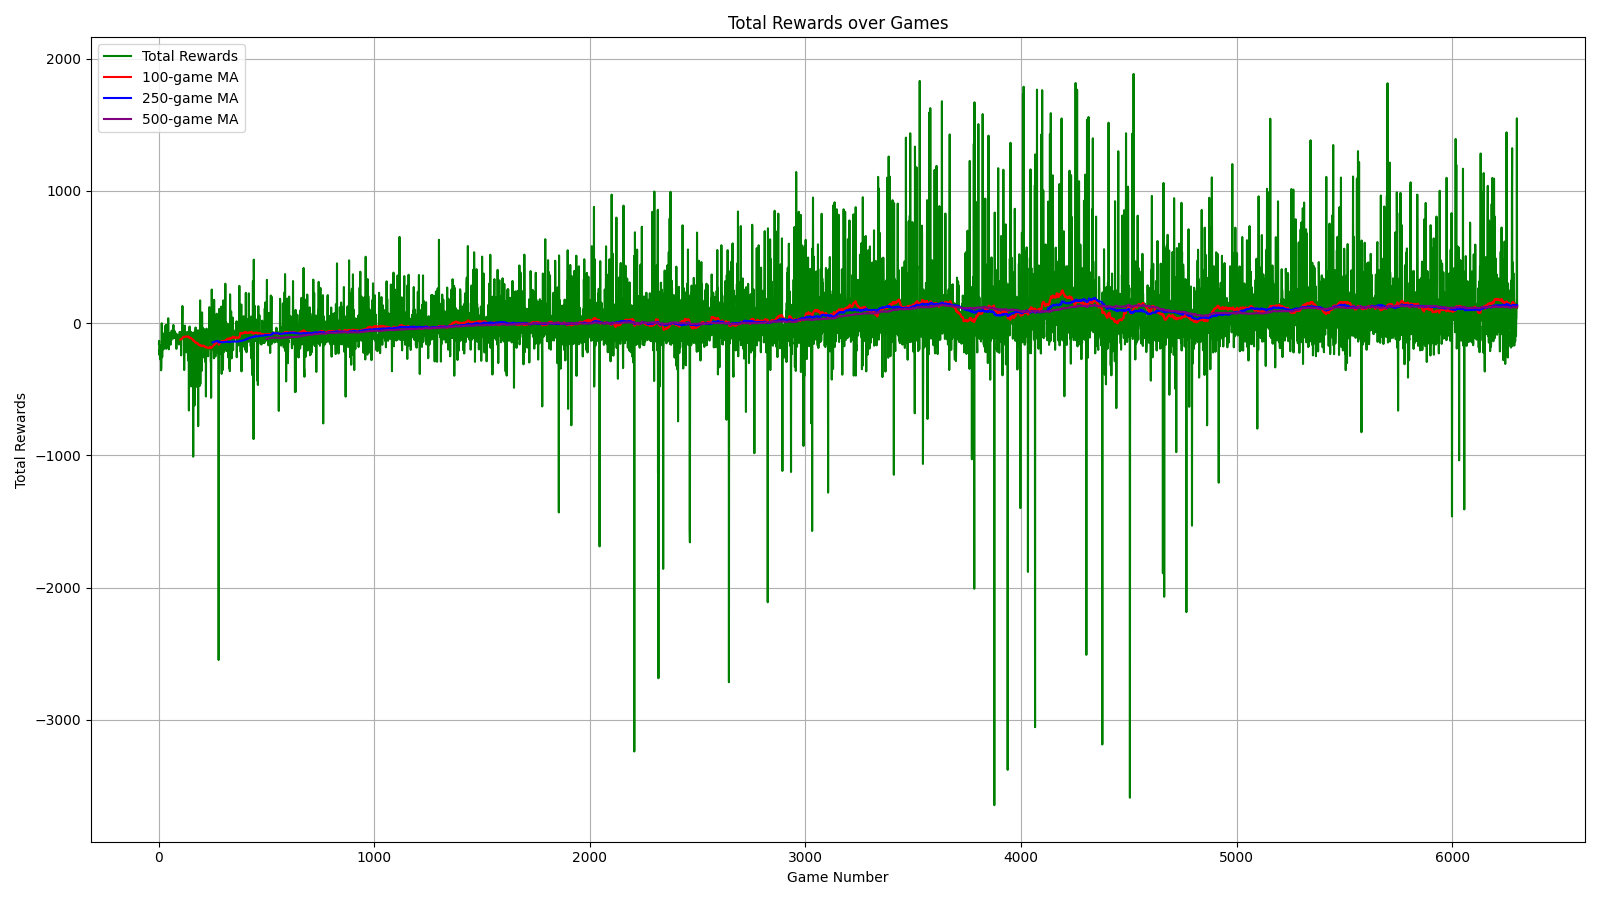 Total Rewards over Games
Total Rewards
100-game MA
250-game MA
500-game MA
2000
1000
0
−1000
−2000
−3000
Total Rewards
0 1000 2000 3000 4000 5000 6000
Game Number